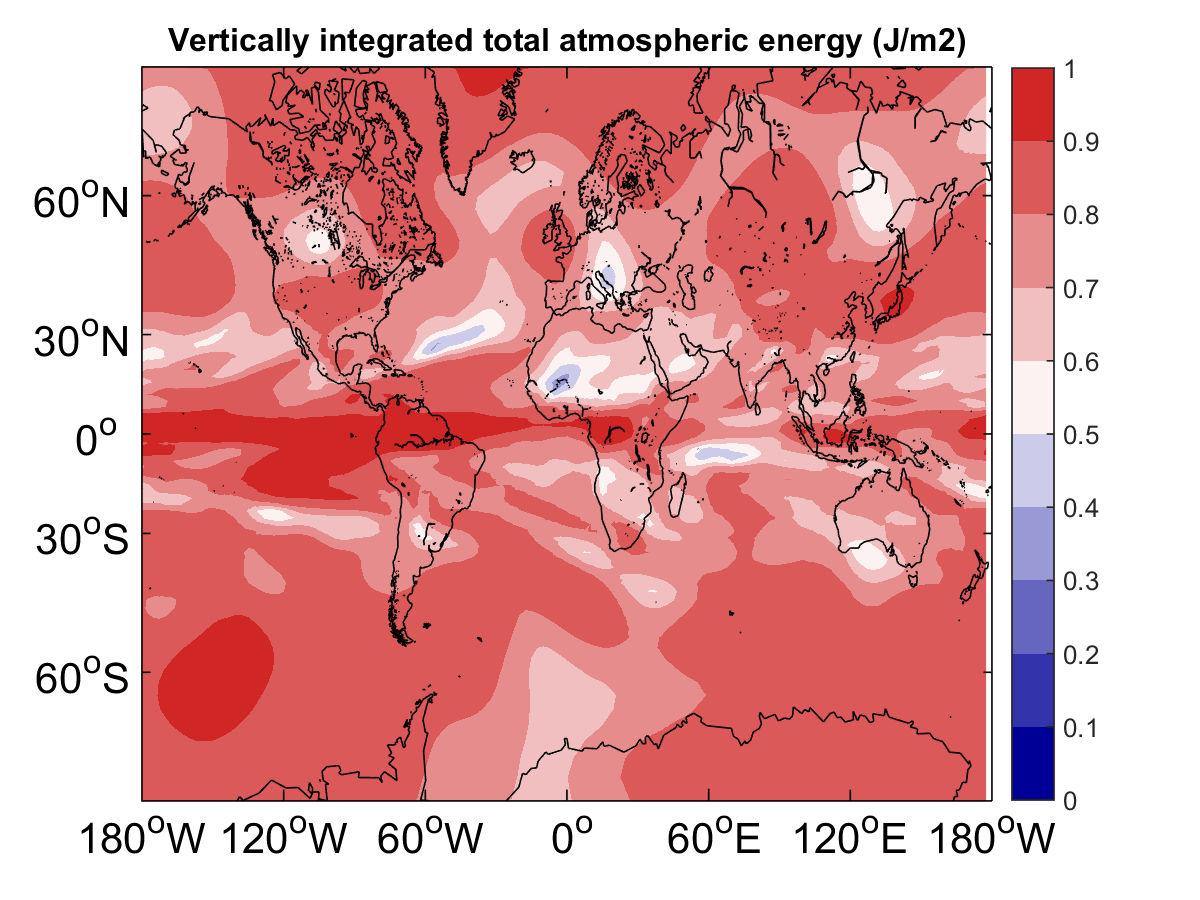 Vertically integrated total atmospheric energy (J/m2)
60°N
30°N
0°
30°S
60°S
180°W 120°W 60°W 0° 60°E 120°E 180°W
1
0.9
0.8
0.7
0.6
0.5
0.4
0.3
0.2
0.1
0